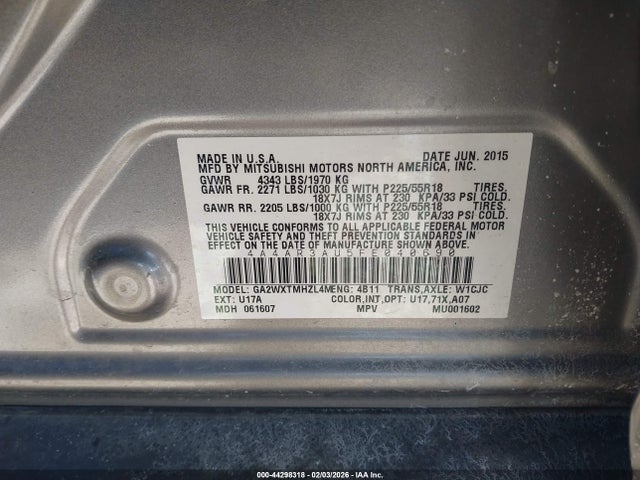 MADE IN U.S.A. DATE JUN. 2015
MFD BY MITSUBISHI MOTORS NORTH AMERICA, INC.
GVWR 4343 LBS/1970 KG
GAWR FR. 2271 LBS/1030 KG WITH P225/55R18 TIRES,
18X7J RIMS AT 230 KPA/33 PSI COLD.
GAWR RR. 2205 LBS/1000 KG WITH P225/55R18 TIRES,
18X7J RIMS AT 230 KPA/33 PSI COLD.
THIS VEHICLE CONFORMS TO ALL APPLICABLE FEDERAL MOTOR
VEHICLE SAFETY AND THEFT PREVENTION STANDARDS IN
EFFECT ON THE DATE OF MANUFACTURE SHOWN ABOVE.
4A4AR3AU5FE040690
MODEL: GA2WXTMHZL4M ENG: 4B11 TRANS,AXLE: W1CJC
EXT: U17A COLOR,INT,OPT: U17,71X,A07
MDH 061607 MPV MU001602
000-44298318 - 02/03/2026 - IAA Inc.